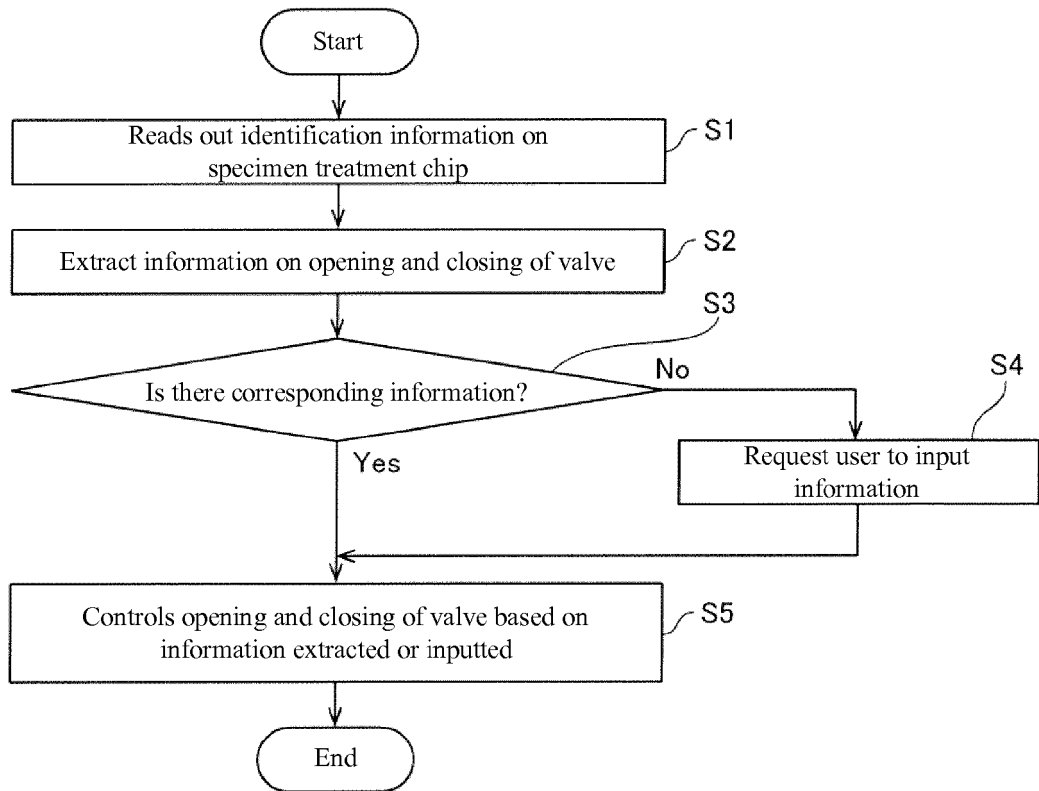 Start
Reads out identification information on
specimen treatment chip
S1
Extract information on opening and closing of valve
S2
S3
Is there corresponding information?
No
S4
Yes
Request user to input
information
Controls opening and closing of valve based on
information extracted or inputted
S5
End